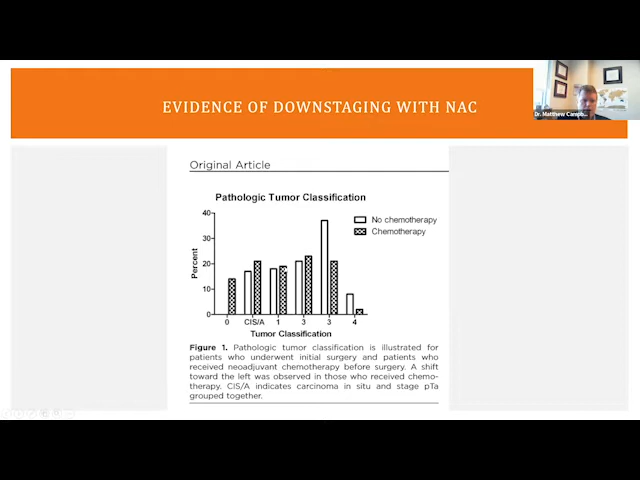 EVIDENCE OF DOWNSTAGING WITH NAC
Dr. Matthew Campb...
Original Article
Pathologic Tumor Classification
No chemotherapy
Chemotherapy
Percent
40
30
20
10
0
0 CIS/A 1 3 3 4
Tumor Classification
Figure 1. Pathologic tumor classification is illustrated for
patients who underwent initial surgery and patients who
received neoadjuvant chemotherapy before surgery. A shift
toward the left was observed in those who received chemo-
therapy. CIS/A indicates carcinoma in situ and stage pTa
grouped together.